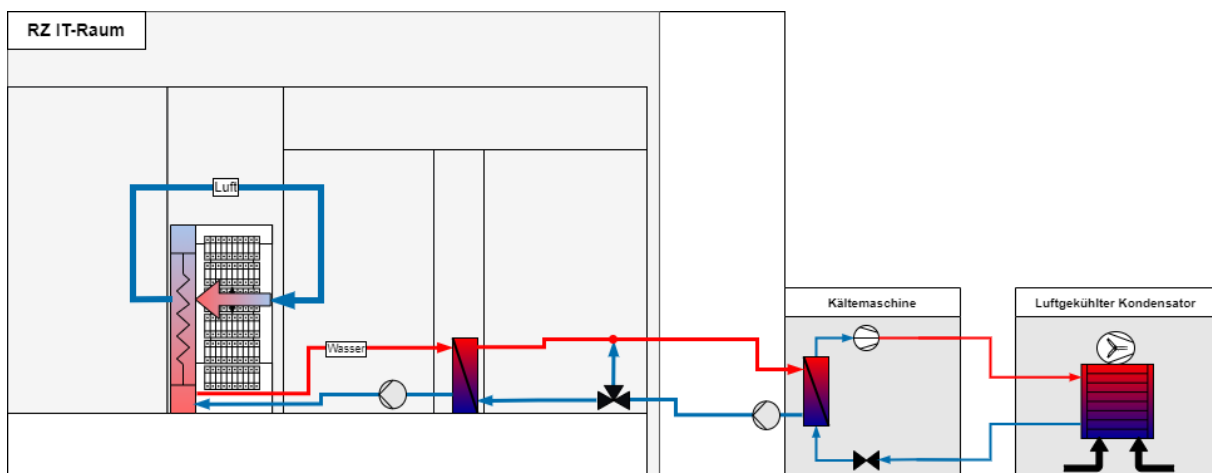 RZ IT-Raum
Luft
Wasser
Kältemaschine
Luftgekühlter Kondensator